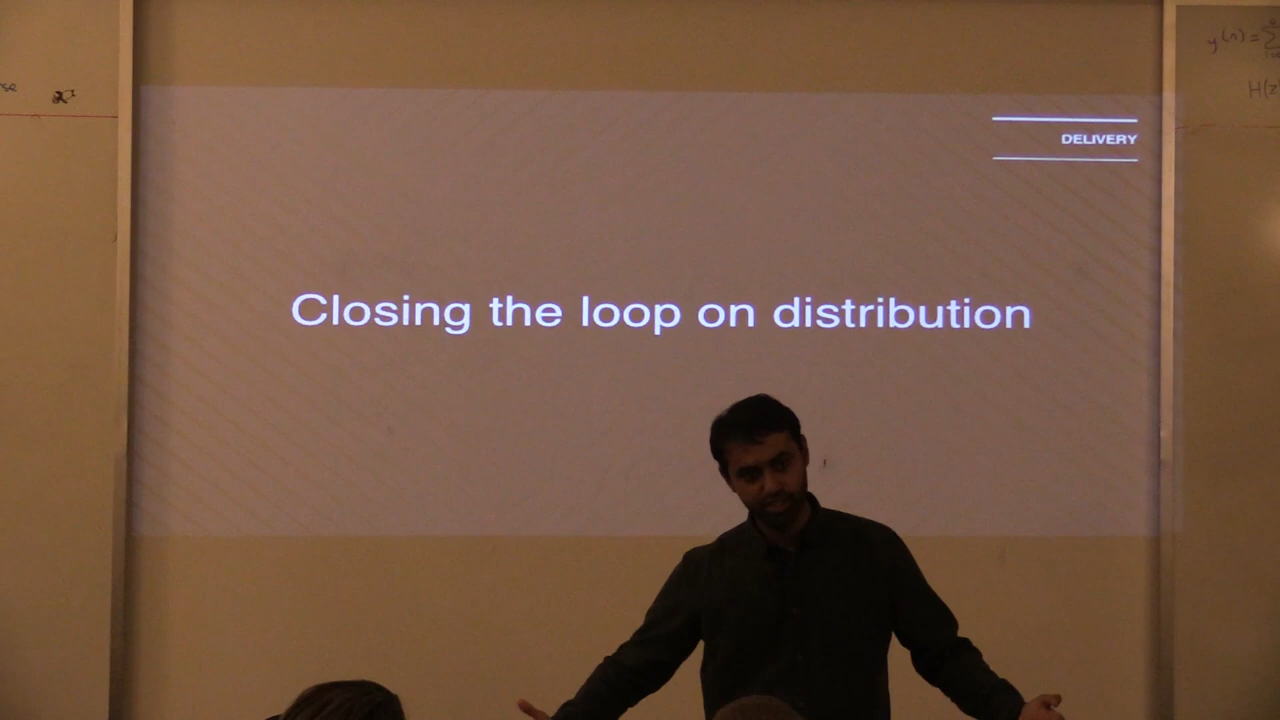 DELIVERY
Closing the loop on distribution
y(n)=
H(z